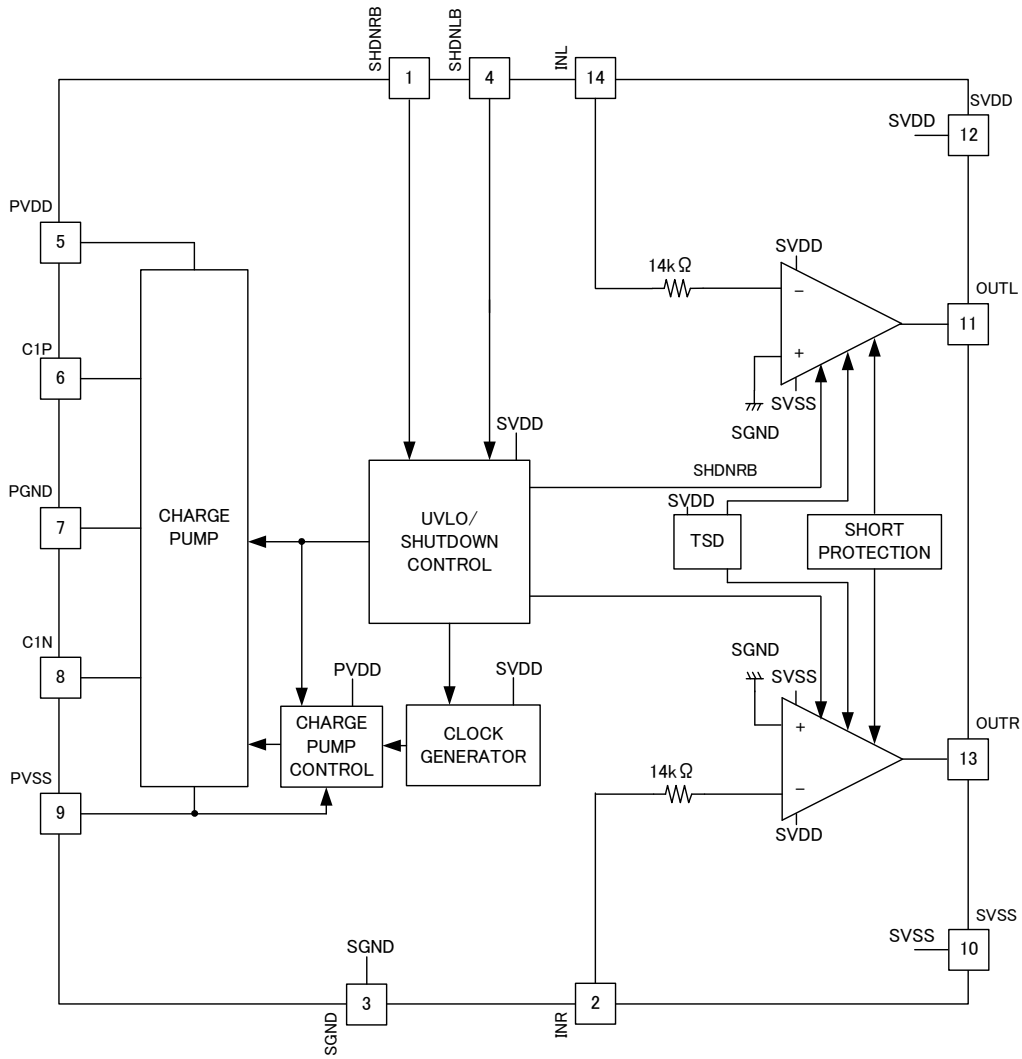 SHDNRB
SHDNLB
INL
1
4
14
SVDD
SVDD
12
PVDD
5
SVDD
14kΩ
−
OUTL
11
C1P
6
+
SVSS
SGND
SVDD
SHDNRB
PGND
7
CHARGE
PUMP
UVLO/
SHUTDOWN
CONTROL
SVDD
TSD
SHORT
PROTECTION
C1N
8
PVDD
SVDD
SGND
SVSS
CHARGE
PUMP
CONTROL
CLOCK
GENERATOR
+
OUTR
13
PVSS
9
14kΩ
−
SVDD
SVSS
SVSS
10
SGND
3
SGND
INR
2